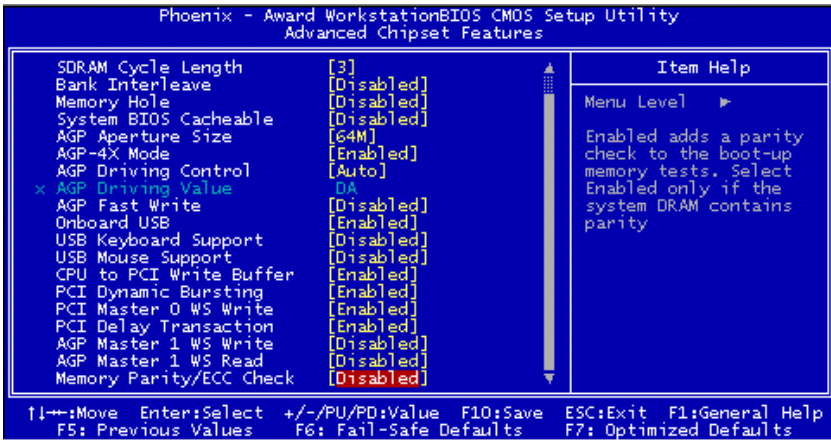 Phoenix - Award WorkstationBIOS CMOS Setup Utility
Advanced Chipset Features
SDRAM Cycle Length [3]
Bank Interleave [Disabled]
Memory Hole [Disabled]
System BIOS Cacheable [Disabled]
AGP Aperture Size [64M]
AGP-4X Mode [Enabled]
AGP Driving Control [Auto]
x AGP Driving Value DA
AGP Fast Write [Disabled]
Onboard USB [Enabled]
USB Keyboard Support [Disabled]
USB Mouse Support [Disabled]
CPU to PCI Write Buffer [Enabled]
PCI Dynamic Bursting [Enabled]
PCI Master 0 WS Write [Enabled]
PCI Delay Transaction [Enabled]
AGP Master 1 WS Write [Disabled]
AGP Master 1 WS Read [Disabled]
Memory Parity/ECC Check [Disabled]
Item Help
Menu Level ►
Enabled adds a parity
check to the boot-up
memory tests. Select
Enabled only if the
system DRAM contains
parity
↑↓→←:Move Enter:Select +/-/PU/PD:Value F10:Save ESC:Exit F1:General Help
F5: Previous Values F6: Fail-Safe Defaults F7: Optimized Defaults